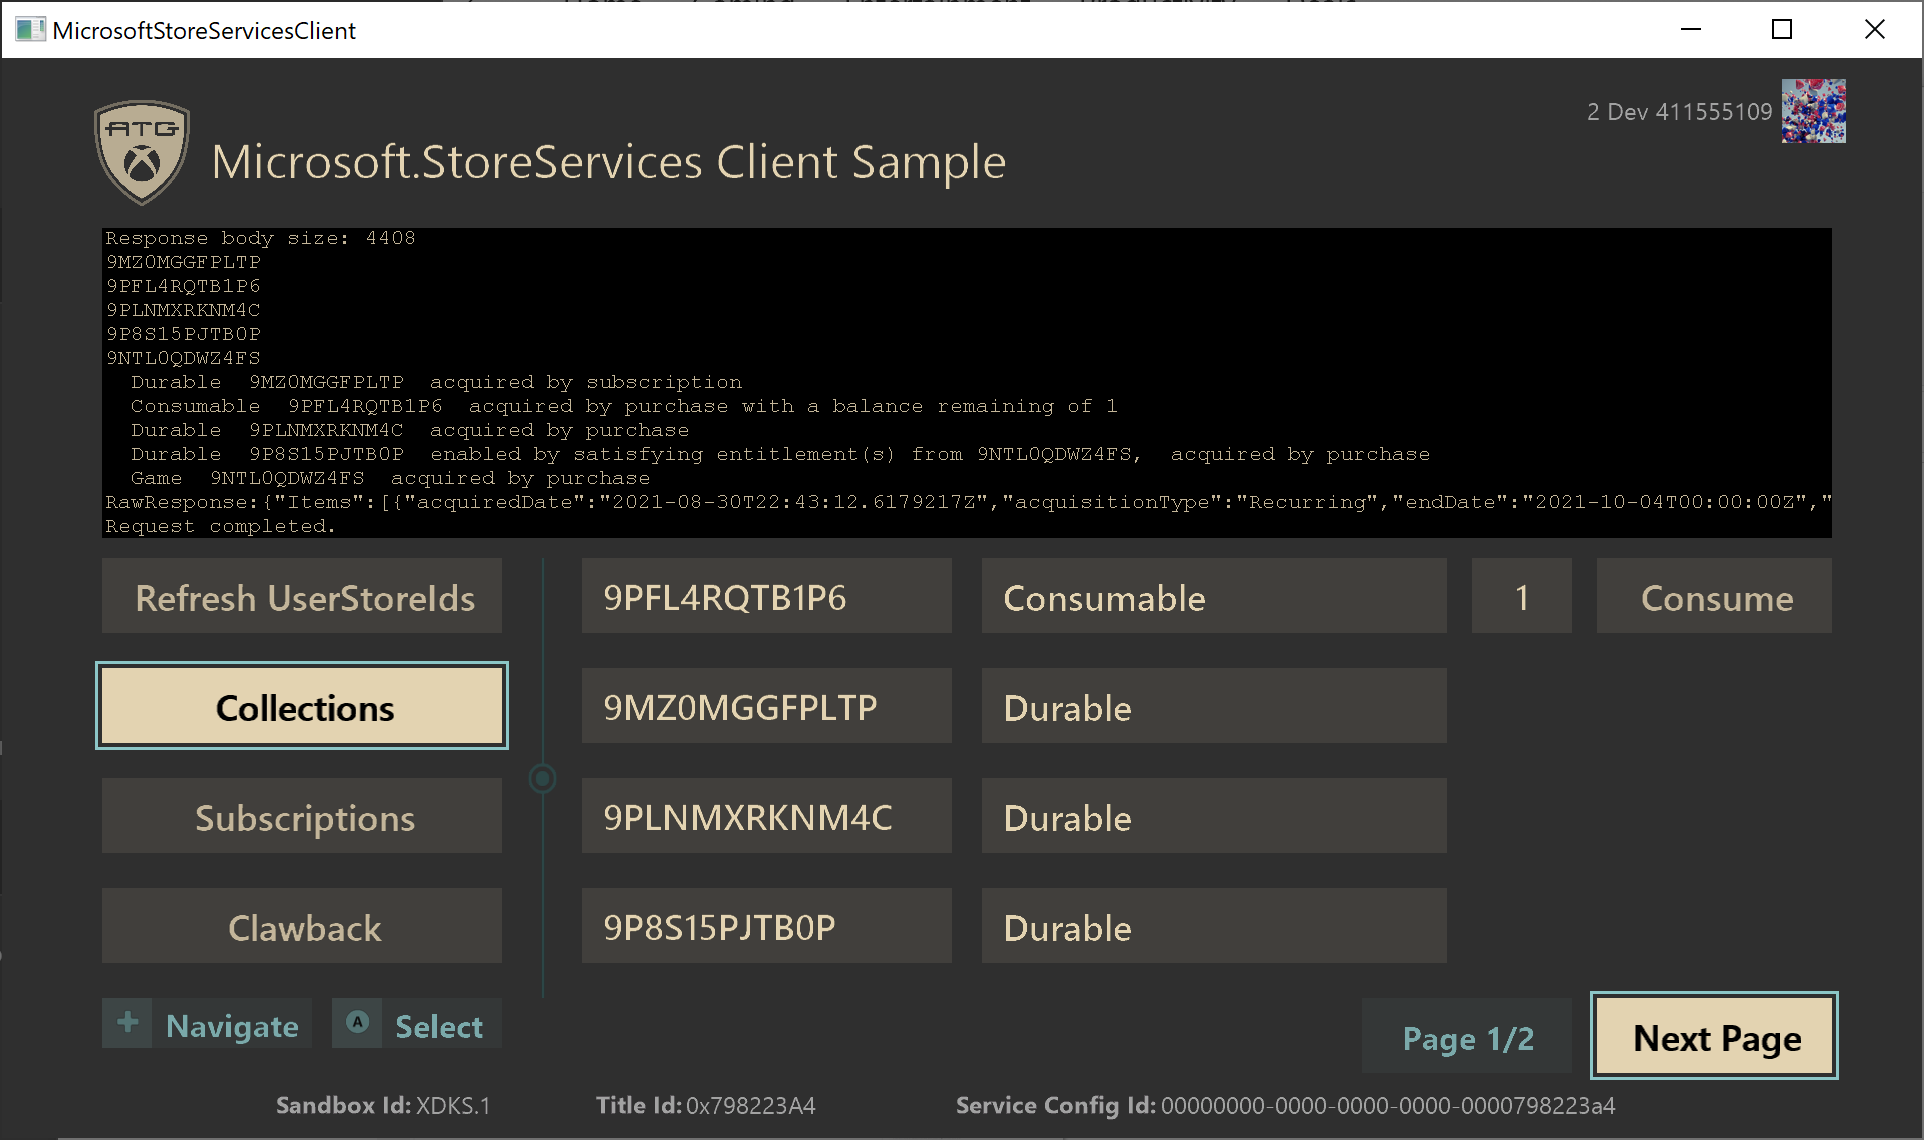 MicrosoftStoreServicesClient
ATG
Microsoft.StoreServices Client Sample
2 Dev 411555109
Response body size: 4408
9MZ0MGGFPLTP
9PFL4RQTB1P6
9PLNMXRKNM4C
9P8S15PJTB0P
9NTL0QDWZ4FS
Durable 9MZ0MGGFPLTP acquired by subscription
Consumable 9PFL4RQTB1P6 acquired by purchase with a balance remaining of 1
Durable 9PLNMXRKNM4C acquired by purchase
Durable 9P8S15PJTB0P enabled by satisfying entitlement(s) from 9NTL0QDWZ4FS, acquired by purchase
Game 9NTL0QDWZ4FS acquired by purchase
RawResponse:{"Items":[{"acquiredDate":"2021-08-30T22:43:12.6179217Z","acquisitionType":"Recurring","endDate":"2021-10-04T00:00:00Z","
Request completed.
Refresh UserStoreIds
9PFL4RQTB1P6 Consumable 1 Consume
Collections
9MZ0MGGFPLTP Durable
Subscriptions
9PLNMXRKNM4C Durable
Clawback
9P8S15PJTB0P Durable
Navigate
A Select
Page 1/2
Next Page
Sandbox Id: XDKS.1
Title Id: 0x798223A4
Service Config Id: 00000000-0000-0000-0000-0000798223a4